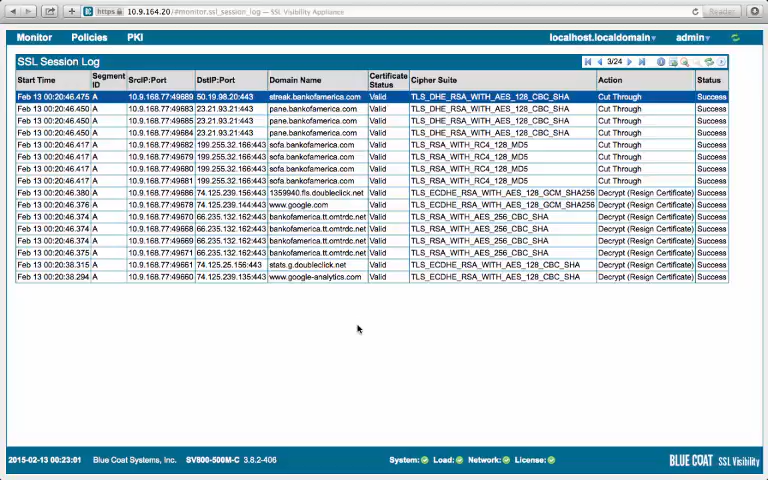 https 10.9.164.20/#monitor.ssl_session_log — SSL Visibility Appliance Reader
Monitor Policies PKI localhost.localdomain admin
SSL Session Log 3/24
Start Time Segment ID SrcIP:Port DstIP:Port Domain Name Certificate Status Cipher Suite Action Status
Feb 13 00:20:46.475 A 10.9.168.77:49689 50.19.98.20:443 streak.bankofamerica.com Valid TLS_DHE_RSA_WITH_AES_128_CBC_SHA Cut Through Success
Feb 13 00:20:46.450 A 10.9.168.77:49683 23.21.93.21:443 pane.bankofamerica.com Valid TLS_DHE_RSA_WITH_AES_128_CBC_SHA Cut Through Success
Feb 13 00:20:46.450 A 10.9.168.77:49685 23.21.93.21:443 pane.bankofamerica.com Valid TLS_DHE_RSA_WITH_AES_128_CBC_SHA Cut Through Success
Feb 13 00:20:46.450 A 10.9.168.77:49684 23.21.93.21:443 pane.bankofamerica.com Valid TLS_DHE_RSA_WITH_AES_128_CBC_SHA Cut Through Success
Feb 13 00:20:46.417 A 10.9.168.77:49682 199.255.32.166:443 sofa.bankofamerica.com Valid TLS_RSA_WITH_RC4_128_MD5 Cut Through Success
Feb 13 00:20:46.417 A 10.9.168.77:49679 199.255.32.166:443 sofa.bankofamerica.com Valid TLS_RSA_WITH_RC4_128_MD5 Cut Through Success
Feb 13 00:20:46.417 A 10.9.168.77:49680 199.255.32.166:443 sofa.bankofamerica.com Valid TLS_RSA_WITH_RC4_128_MD5 Cut Through Success
Feb 13 00:20:46.417 A 10.9.168.77:49681 199.255.32.166:443 sofa.bankofamerica.com Valid TLS_RSA_WITH_RC4_128_MD5 Cut Through Success
Feb 13 00:20:46.380 A 10.9.168.77:49686 74.125.239.156:443 1359940.fls.doubleclick.net Valid TLS_ECDHE_RSA_WITH_AES_128_GCM_SHA256 Decrypt (Resign Certificate) Success
Feb 13 00:20:46.376 A 10.9.168.77:49678 74.125.239.144:443 www.google.com Valid TLS_ECDHE_RSA_WITH_AES_128_GCM_SHA256 Decrypt (Resign Certificate) Success
Feb 13 00:20:46.374 A 10.9.168.77:49670 66.235.132.162:443 bankofamerica.tt.omtrdc.net Valid TLS_RSA_WITH_AES_256_CBC_SHA Decrypt (Resign Certificate) Success
Feb 13 00:20:46.374 A 10.9.168.77:49668 66.235.132.162:443 bankofamerica.tt.omtrdc.net Valid TLS_RSA_WITH_AES_256_CBC_SHA Decrypt (Resign Certificate) Success
Feb 13 00:20:46.374 A 10.9.168.77:49669 66.235.132.162:443 bankofamerica.tt.omtrdc.net Valid TLS_RSA_WITH_AES_256_CBC_SHA Decrypt (Resign Certificate) Success
Feb 13 00:20:46.375 A 10.9.168.77:49671 66.235.132.162:443 bankofamerica.tt.omtrdc.net Valid TLS_RSA_WITH_AES_256_CBC_SHA Decrypt (Resign Certificate) Success
Feb 13 00:20:38.315 A 10.9.168.77:49661 74.125.25.156:443 stats.g.doubleclick.net Valid TLS_ECDHE_RSA_WITH_AES_128_CBC_SHA Decrypt (Resign Certificate) Success
Feb 13 00:20:38.294 A 10.9.168.77:49660 74.125.239.135:443 www.google-analytics.com Valid TLS_ECDHE_RSA_WITH_AES_128_CBC_SHA Decrypt (Resign Certificate) Success
2015-02-13 00:23:01 Blue Coat Systems, Inc. SV800-500M-C 3.8.2-406 System: Load: Network: License: BLUE COAT SSL Visibility